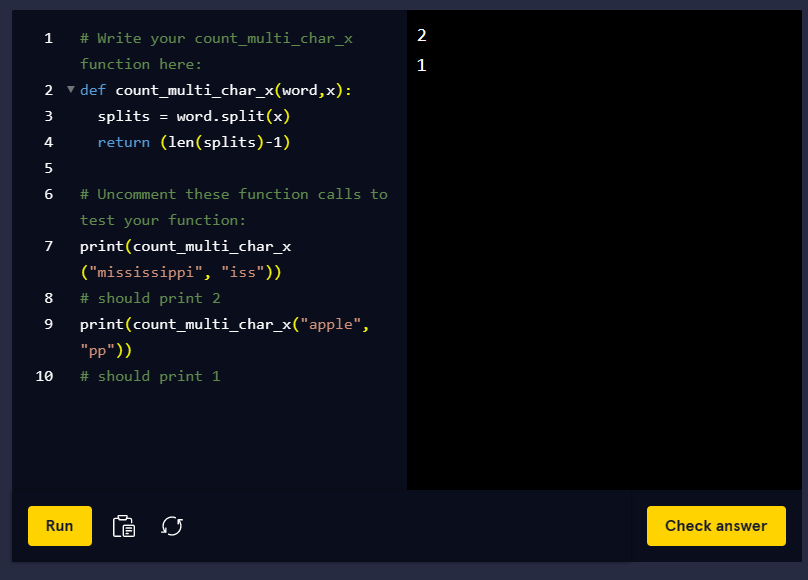 1 # Write your count_multi_char_x
function here:
2 def count_multi_char_x(word,x):
3 splits = word.split(x)
4 return (len(splits)-1)
5
6 # Uncomment these function calls to
test your function:
7 print(count_multi_char_x
("mississippi", "iss"))
8 # should print 2
9 print(count_multi_char_x("apple",
"pp"))
10 # should print 1
2
1
Run
Check answer